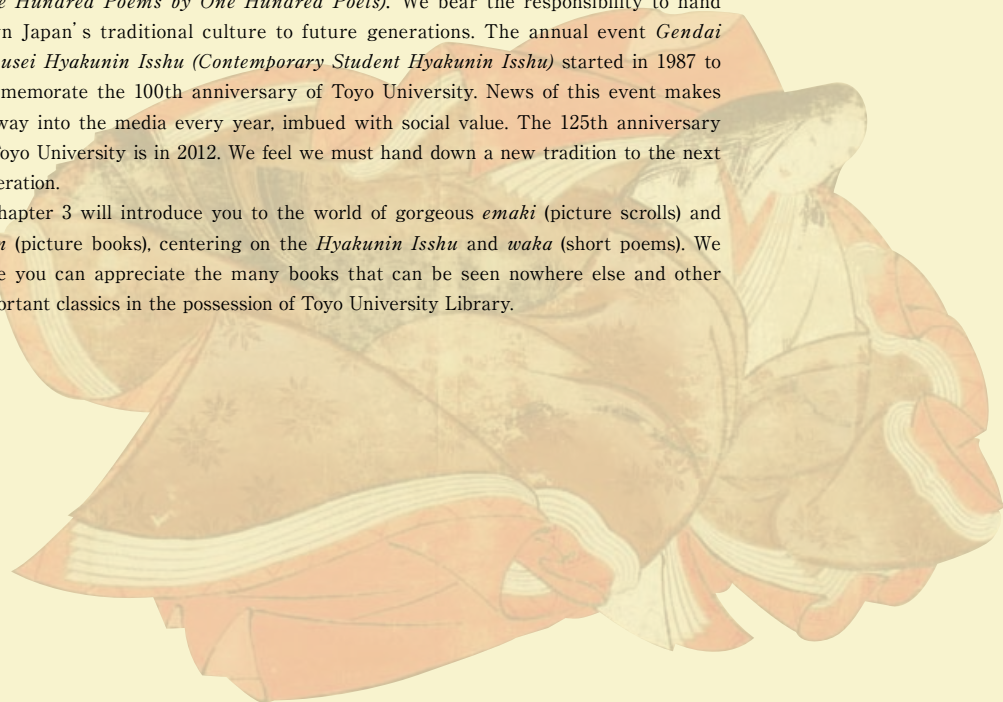 Hundred Poems by One Hundred Poets). We bear the responsibility to hand
n Japan's traditional culture to future generations. The annual event Gendai
usei Hyakunin Isshu (Contemporary Student Hyakunin Isshu) started in 1987 to
memorate the 100th anniversary of Toyo University. News of this event makes
way into the media every year, imbued with social value. The 125th anniversary
Toyo University is in 2012. We feel we must hand down a new tradition to the next
eration.
hapter 3 will introduce you to the world of gorgeous emaki (picture scrolls) and
n (picture books), centering on the Hyakunin Isshu and waka (short poems). We
e you can appreciate the many books that can be seen nowhere else and other
ortant classics in the possession of Toyo University Library.